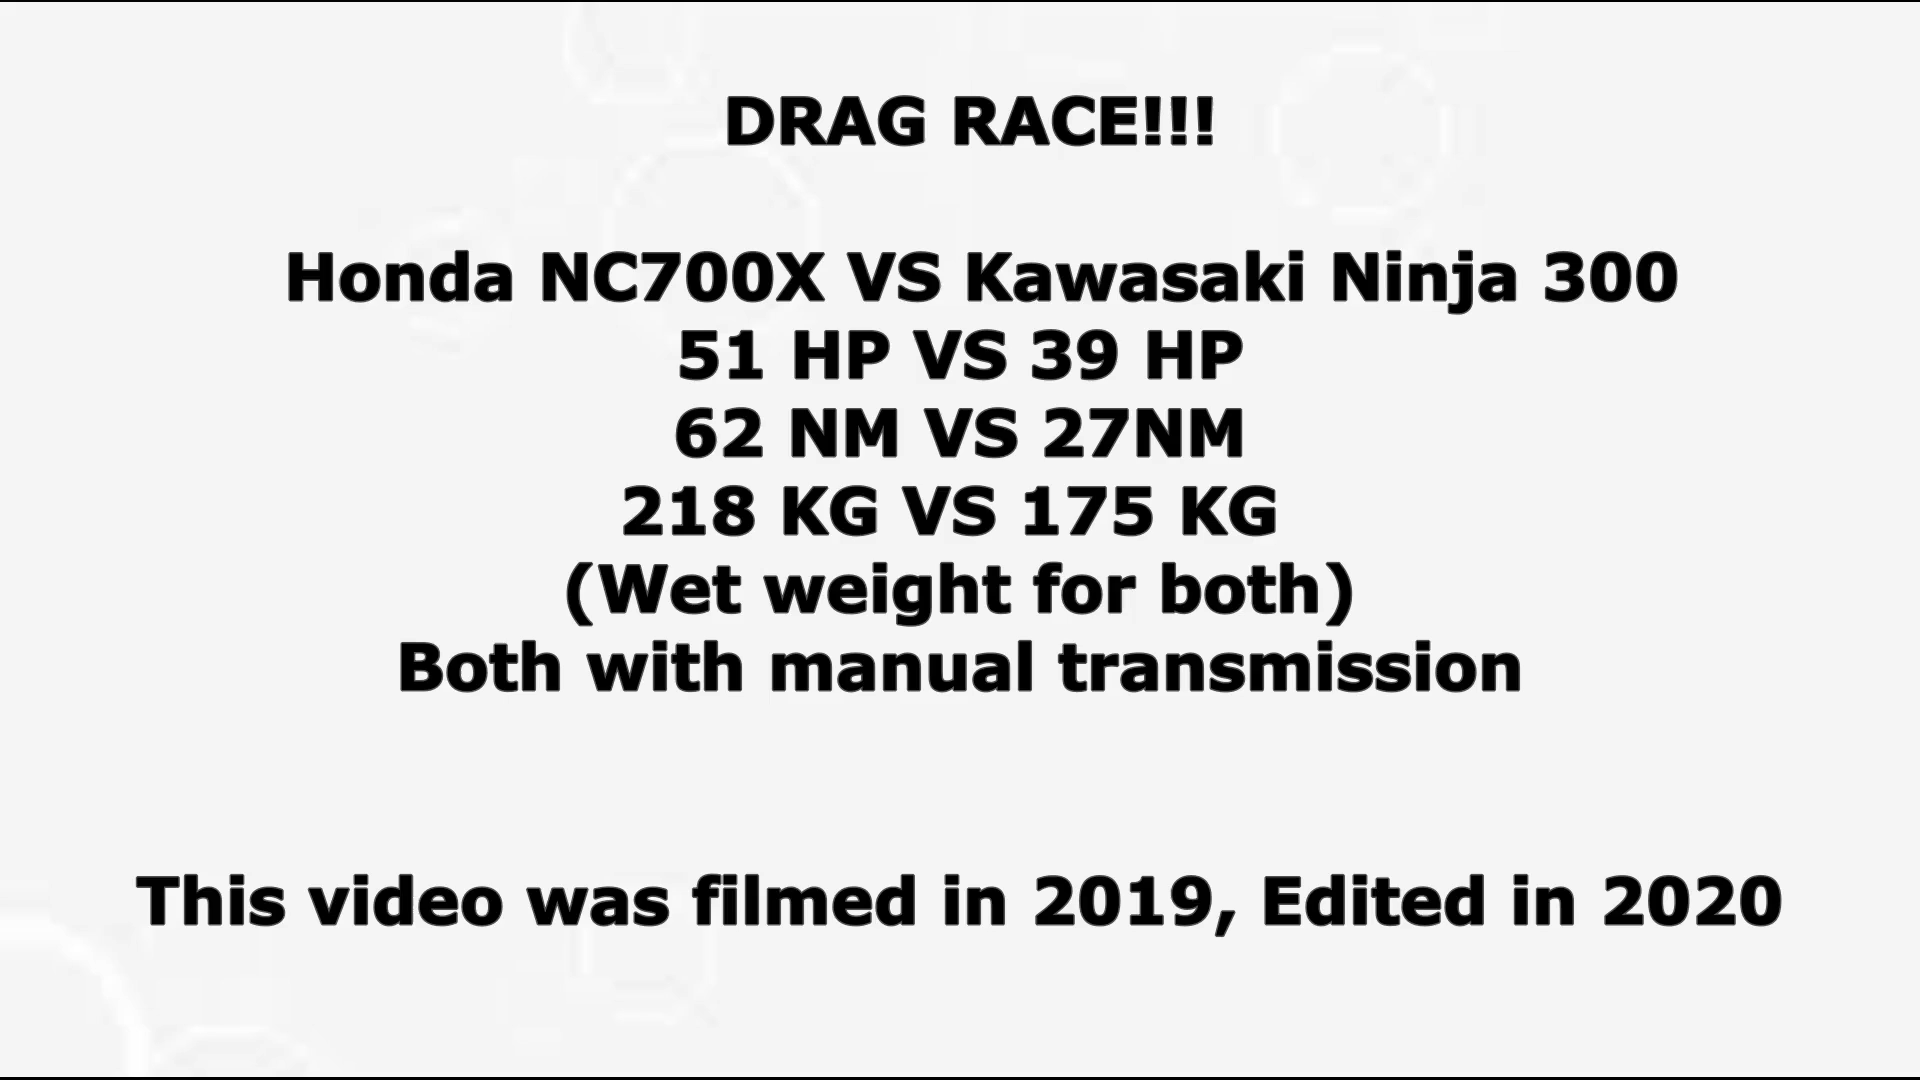 DRAG RACE!!!
Honda NC700X VS Kawasaki Ninja 300
51 HP VS 39 HP
62 NM VS 27NM
218 KG VS 175 KG
(Wet weight for both)
Both with manual transmission
This video was filmed in 2019, Edited in 2020